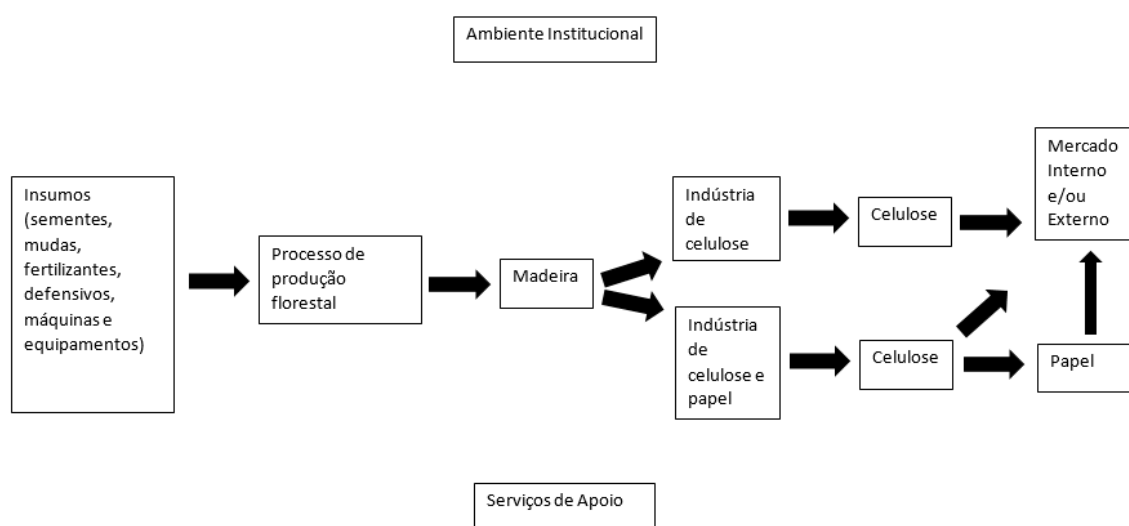 Ambiente Institucional
Insumos
(sementes,
mudas,
fertilizantes,
defensivos,
máquinas e
equipamentos)
Processo de
produção
florestal
Madeira
Indústria
de
celulose
Celulose
Mercado
Interno
e/ou
Externo
Indústria
de
celulose e
papel
Celulose
Papel
Serviços de Apoio